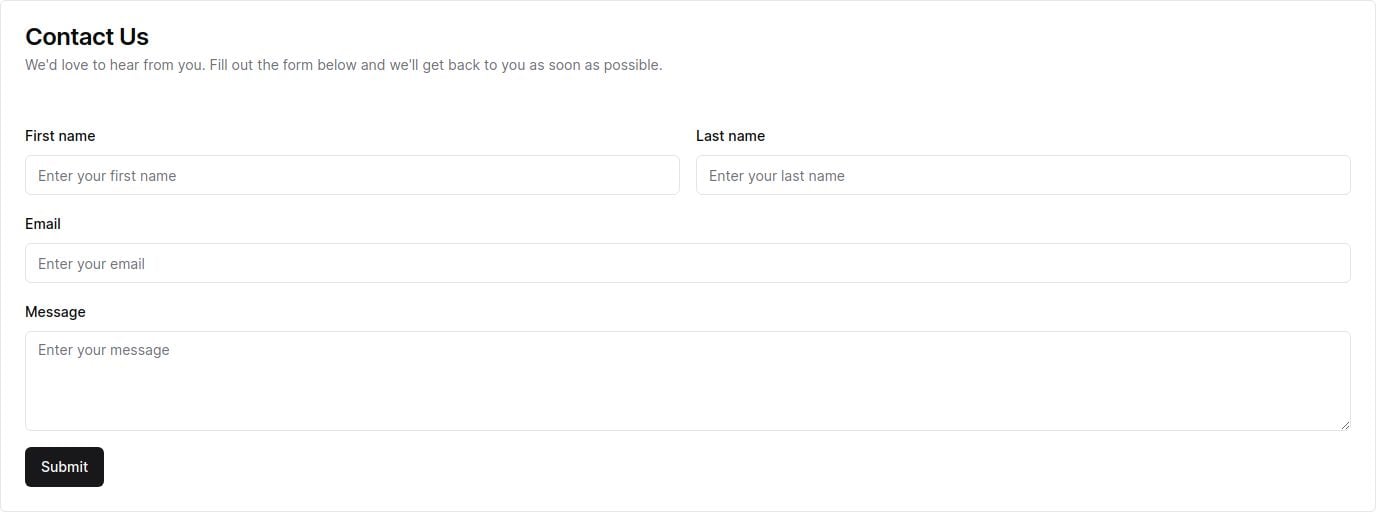 Contact Us
We'd love to hear from you. Fill out the form below and we'll get back to you as soon as possible.
First name
Last name
Enter your first name
Enter your last name
Email
Enter your email
Message
Enter your message
Submit